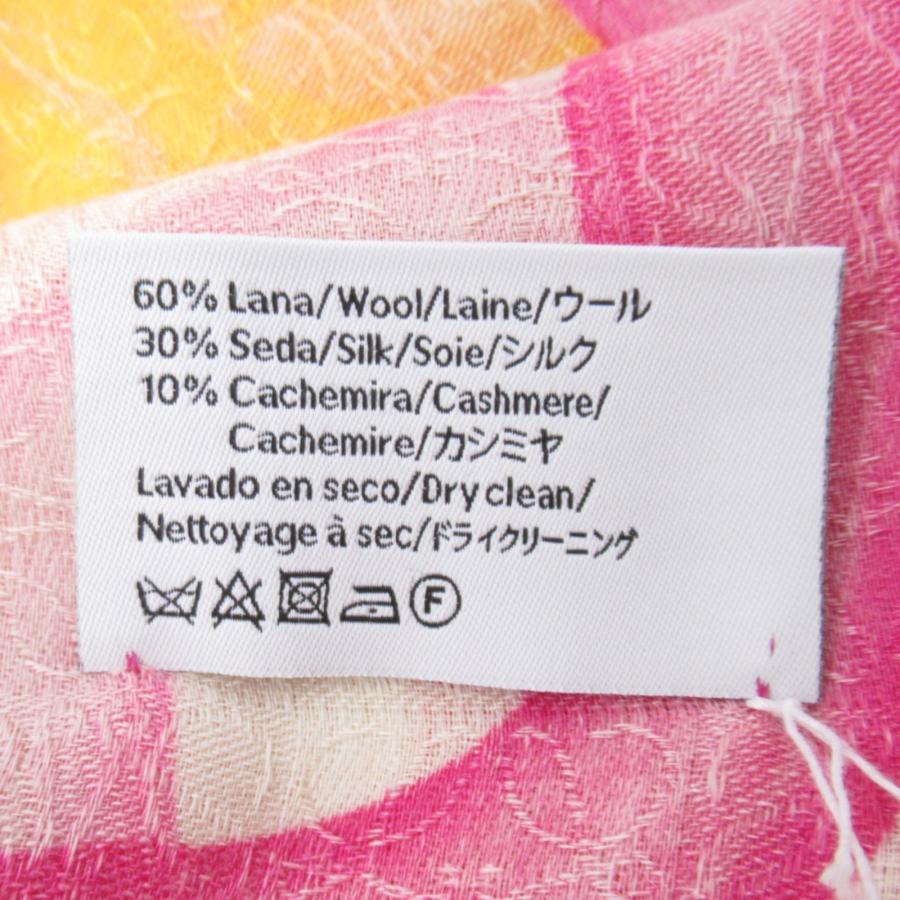 60% Lana/Wool/Laine/ウール
30% Seda/Silk/Soie/シルク
10% Cachemira/Cashmere/
Cachemire/カシミヤ
Lavado en seco/Dry clean/
Nettoyage à sec/ドライクリーニング
F